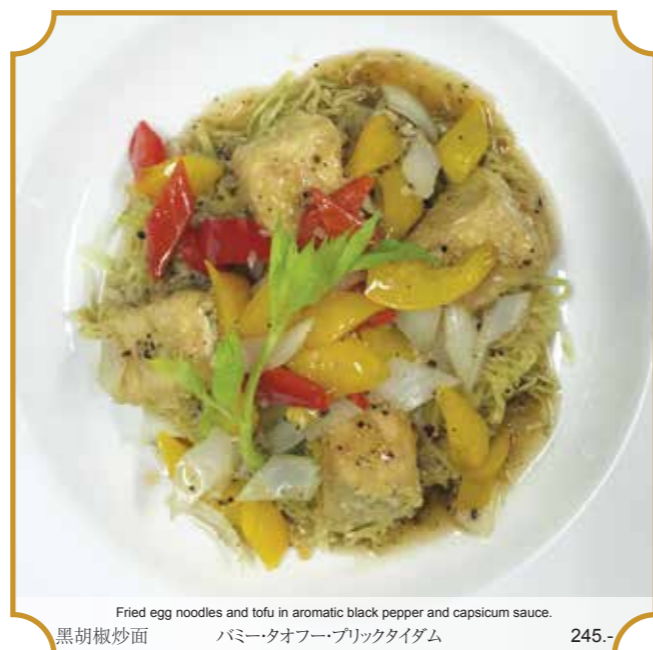 Fried egg noodles and tofu in aromatic black pepper and capsicum sauce.
黑胡椒炒面 バミー・タオフー・プリックタイダム 245.-